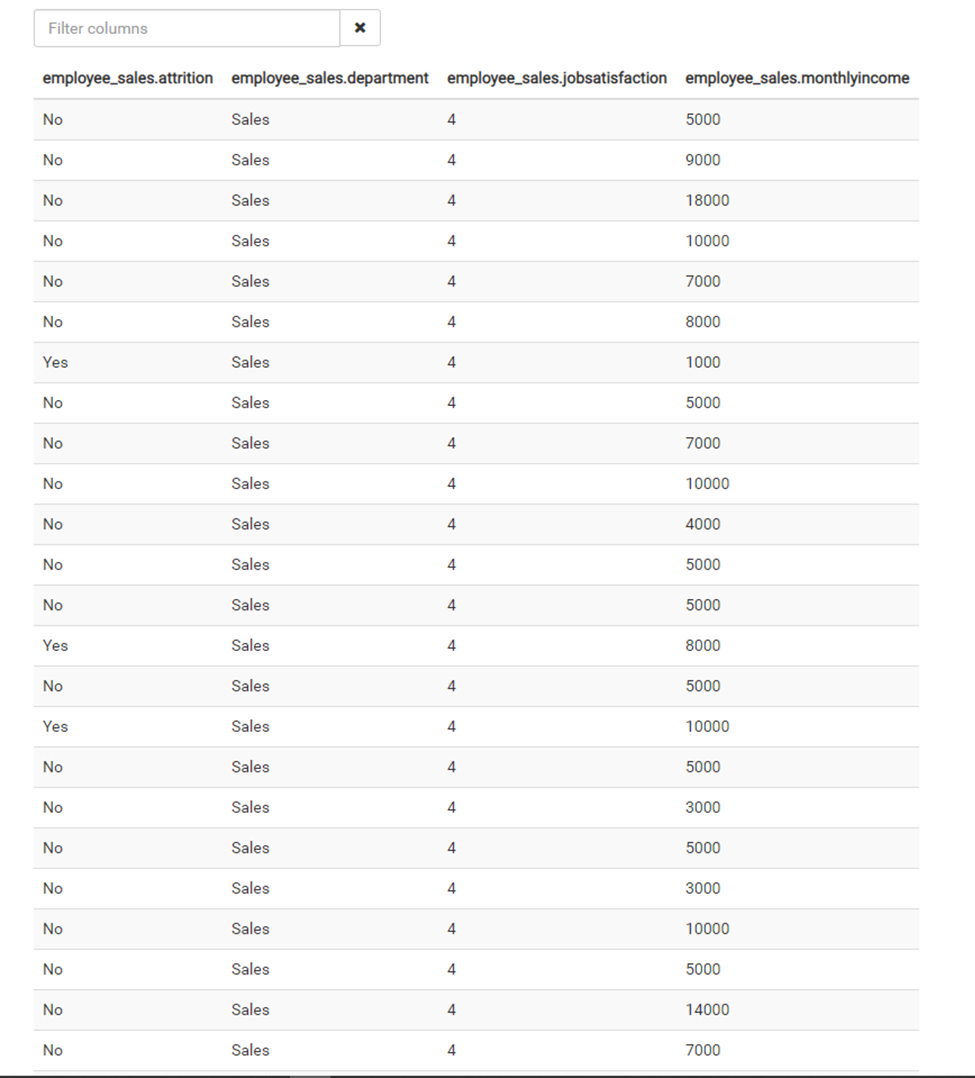 Filter columns ✖
employee_sales.attrition employee_sales.department employee_sales.jobsatisfaction employee_sales.monthlyincome
No Sales 4 5000
No Sales 4 9000
No Sales 4 18000
No Sales 4 10000
No Sales 4 7000
No Sales 4 8000
Yes Sales 4 1000
No Sales 4 5000
No Sales 4 7000
No Sales 4 10000
No Sales 4 4000
No Sales 4 5000
No Sales 4 5000
Yes Sales 4 8000
No Sales 4 5000
Yes Sales 4 10000
No Sales 4 5000
No Sales 4 3000
No Sales 4 5000
No Sales 4 3000
No Sales 4 10000
No Sales 4 5000
No Sales 4 14000
No Sales 4 7000